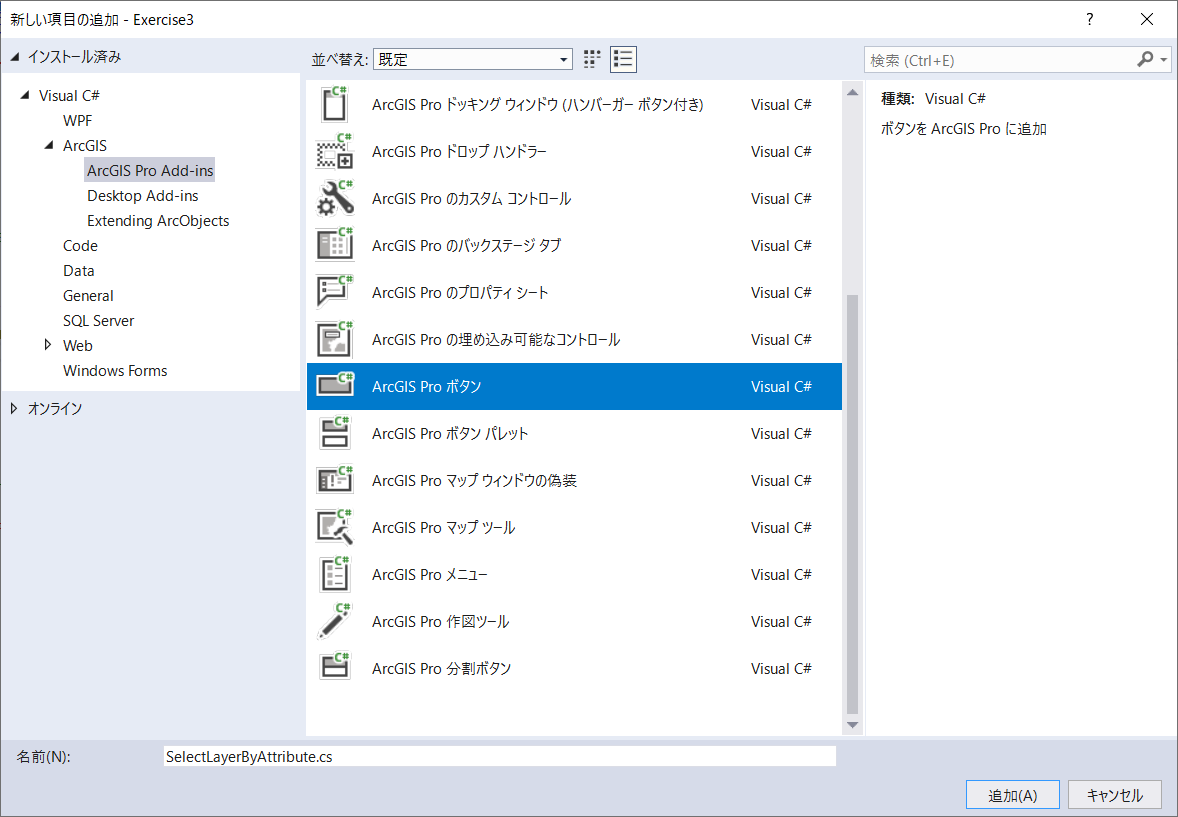 新しい項目の追加 - Exercise3
?
インストール済み
並べ替え: 既定
検索 (Ctrl+E)
Visual C#
WPF
ArcGIS
ArcGIS Pro Add-ins
Desktop Add-ins
Extending ArcObjects
Code
Data
General
SQL Server
Web
Windows Forms
オンライン
C# ArcGIS Pro ドッキング ウィンドウ (ハンバーガー ボタン付き) Visual C#
C# ArcGIS Pro ドロップ ハンドラー Visual C#
C# ArcGIS Pro のカスタム コントロール Visual C#
C# ArcGIS Pro のバックステージ タブ Visual C#
C# ArcGIS Pro のプロパティ シート Visual C#
C# ArcGIS Pro の埋め込み可能なコントロール Visual C#
C# ArcGIS Pro ボタン Visual C#
C# ArcGIS Pro ボタン パレット Visual C#
C# ArcGIS Pro マップ ウィンドウの偽装 Visual C#
C# ArcGIS Pro マップ ツール Visual C#
C# ArcGIS Pro メニュー Visual C#
C# ArcGIS Pro 作図ツール Visual C#
C# ArcGIS Pro 分割ボタン Visual C#
種類: Visual C#
ボタンを ArcGIS Pro に追加
名前(N): SelectLayerByAttribute.cs
追加(A) キャンセル